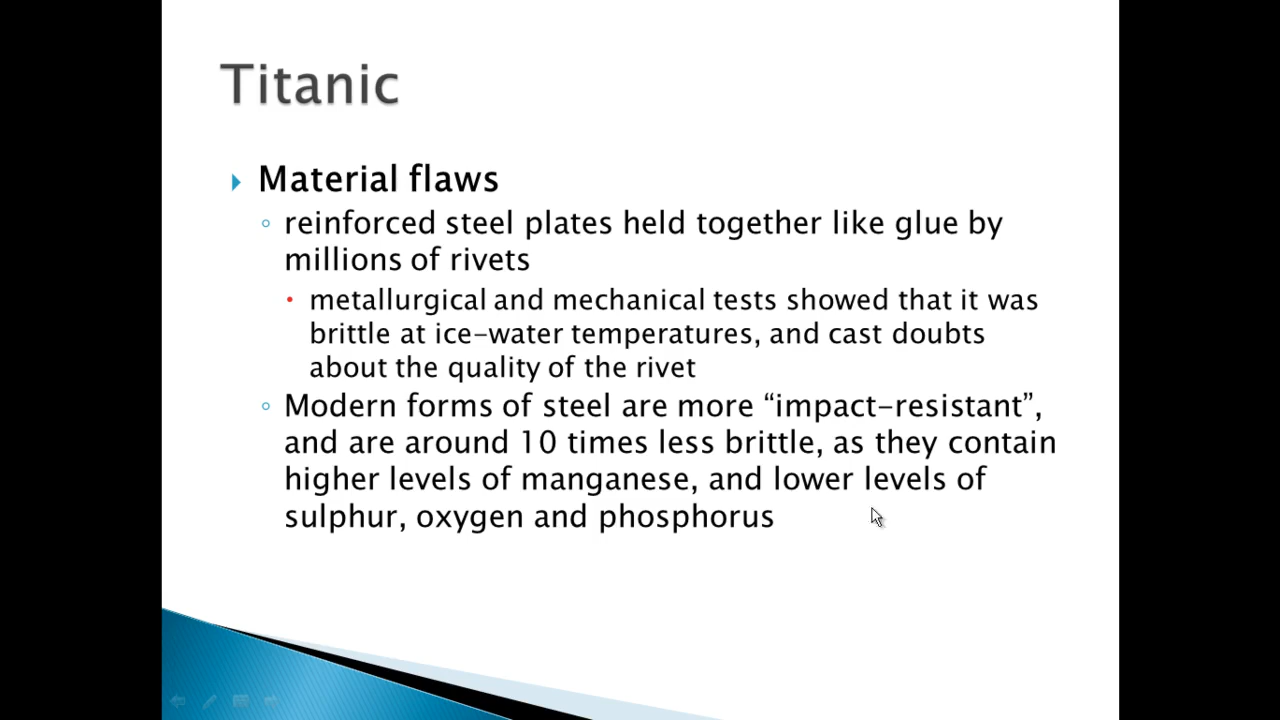 Titanic
Material flaws
reinforced steel plates held together like glue by
millions of rivets
metallurgical and mechanical tests showed that it was
brittle at ice-water temperatures, and cast doubts
about the quality of the rivet
Modern forms of steel are more “impact-resistant”,
and are around 10 times less brittle, as they contain
higher levels of manganese, and lower levels of
sulphur, oxygen and phosphorus